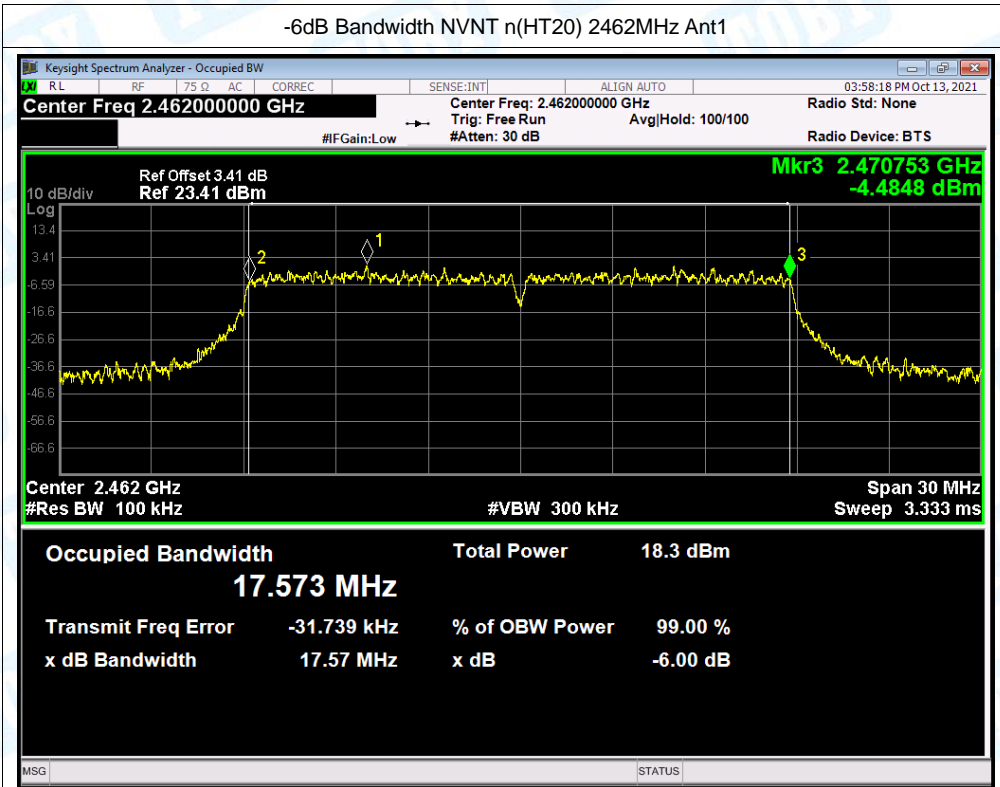 -6dB Bandwidth NVNT n(HT20) 2462MHz Ant1
Keysight Spectrum Analyzer - Occupied BW
LXI RL RF 75 Ω AC CORREC SENSE:INT ALIGN AUTO 03:58:18 PM Oct 13, 2021
Center Freq 2.462000000 GHz Center Freq: 2.462000000 GHz Radio Std: None
Trig: Free Run Avg|Hold: 100/100
#IFGain:Low #Atten: 30 dB Radio Device: BTS
Mkr3 2.470753 GHz
-4.4848 dBm
Ref Offset 3.41 dB
10 dB/div Ref 23.41 dBm
Log
13.4
1
3.41
2
3
-6.59
-16.6
-26.6
-36.6
-46.6
-56.6
-66.6
Center 2.462 GHz Span 30 MHz
#Res BW 100 kHz #VBW 300 kHz Sweep 3.333 ms
Occupied Bandwidth Total Power 18.3 dBm
17.573 MHz
Transmit Freq Error -31.739 kHz % of OBW Power 99.00 %
x dB Bandwidth 17.57 MHz x dB -6.00 dB
MSG STATUS